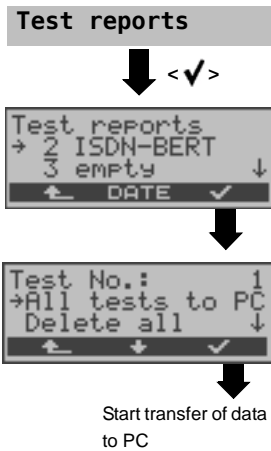 Test reports
<✓>
Test reports
→ 2 ISDN-BERT
3 empty ↓
DATE ✓
Test No.: 1
→All tests to PC
Delete all ↓
↓ ✓
Start transfer of data
to PC